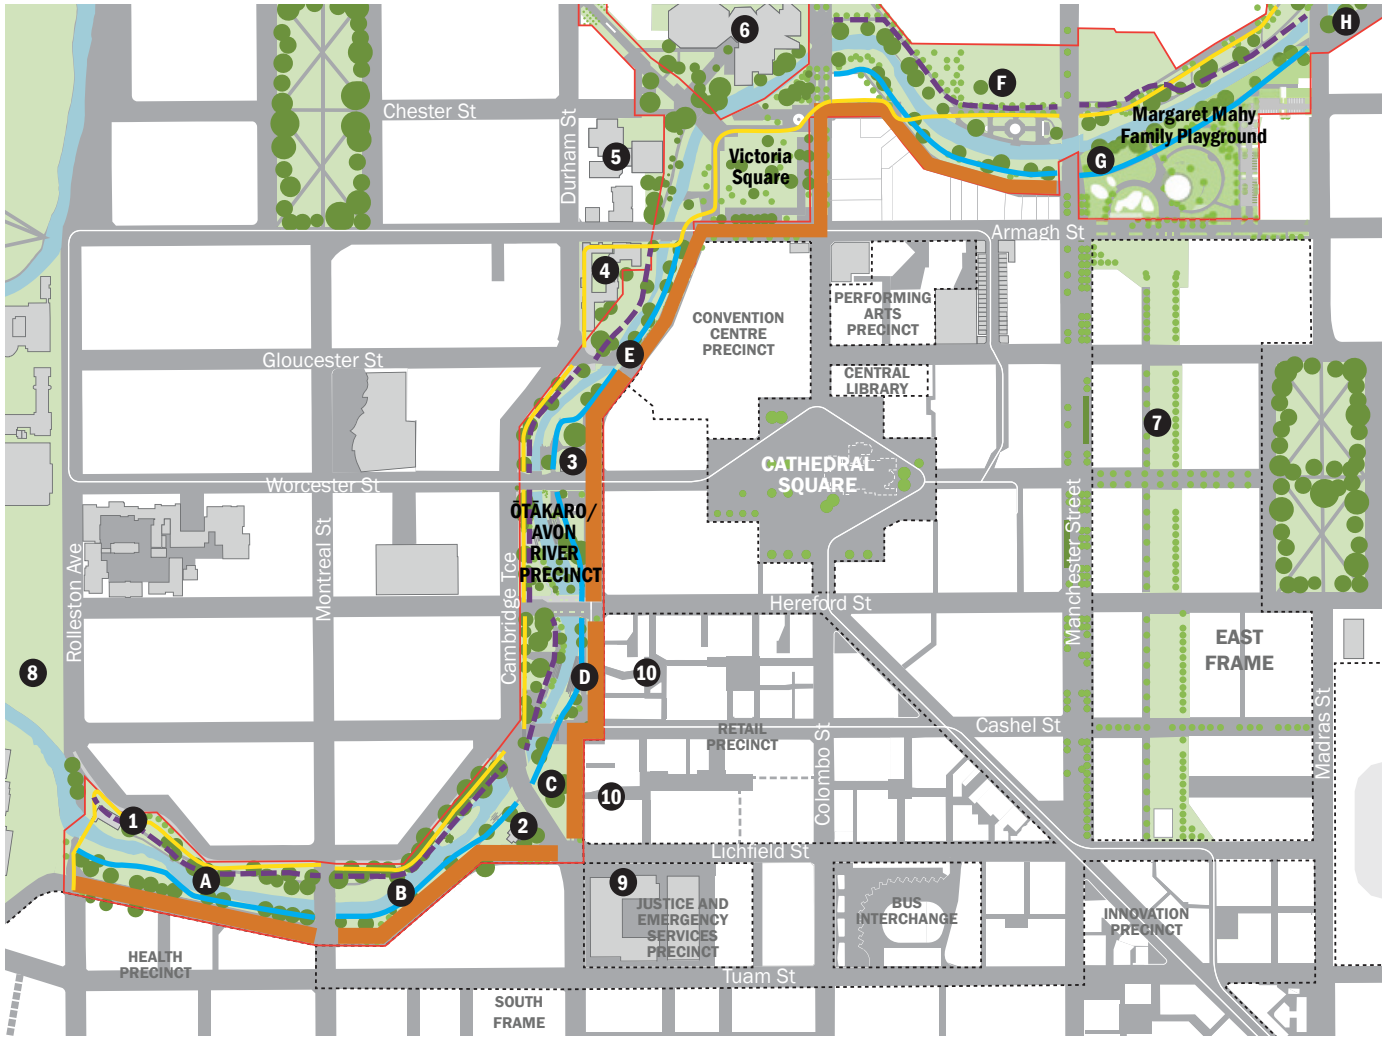 6
H
F
Chester St
Margaret Mahy
Family Playground
Durham St
5
Victoria
Square
G
Armagh St
4
PERFORMING
ARTS
PRECINCT
CONVENTION
CENTRE
PRECINCT
E
Gloucester St
CENTRAL
LIBRARY
7
3
CATHEDRAL
SQUARE
Worcester St
ŌTĀKARO/
AVON
RIVER
PRECINCT
Rolleston Ave
Montreal St
Cambridge Tce
Manchester Street
Hereford St
EAST
FRAME
8
D
10
Cashel St
RETAIL
PRECINCT
Colombo St
Madras St
C
10
1
2
Lichfield St
A
B
9
JUSTICE AND
EMERGENCY
SERVICES
PRECINCT
BUS
INTERCHANGE
INNOVATION
PRECINCT
HEALTH
PRECINCT
Tuam St
SOUTH
FRAME